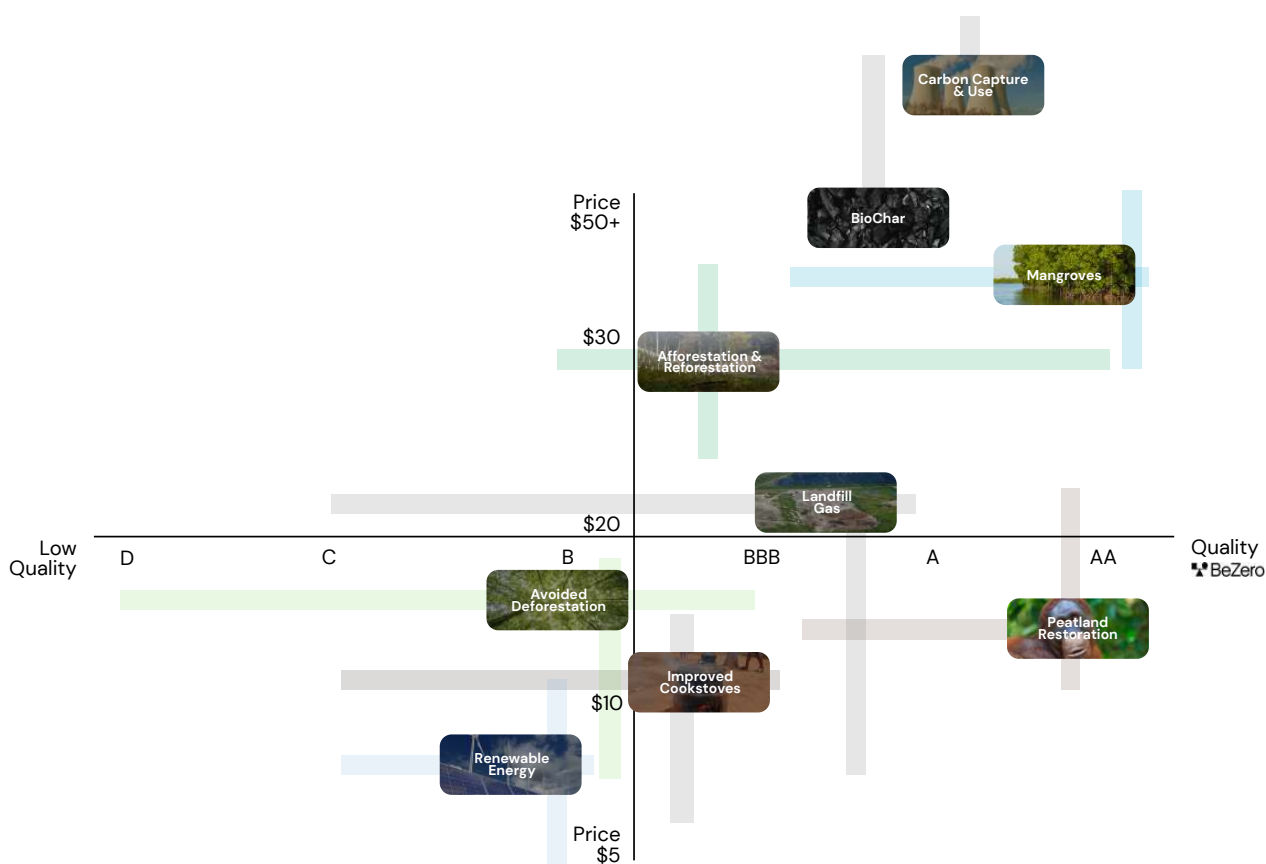 Carbon Capture
& Use
Price
$50+
BioChar
Mangroves
$30
Afforestation &
Reforestation
Landfill
Gas
$20
Low
Quality
D
C
B
BBB
A
AA
Quality
BeZero
Avoided
Deforestation
Peatland
Restoration
Improved
Cookstoves
$10
Renewable
Energy
Price
$5